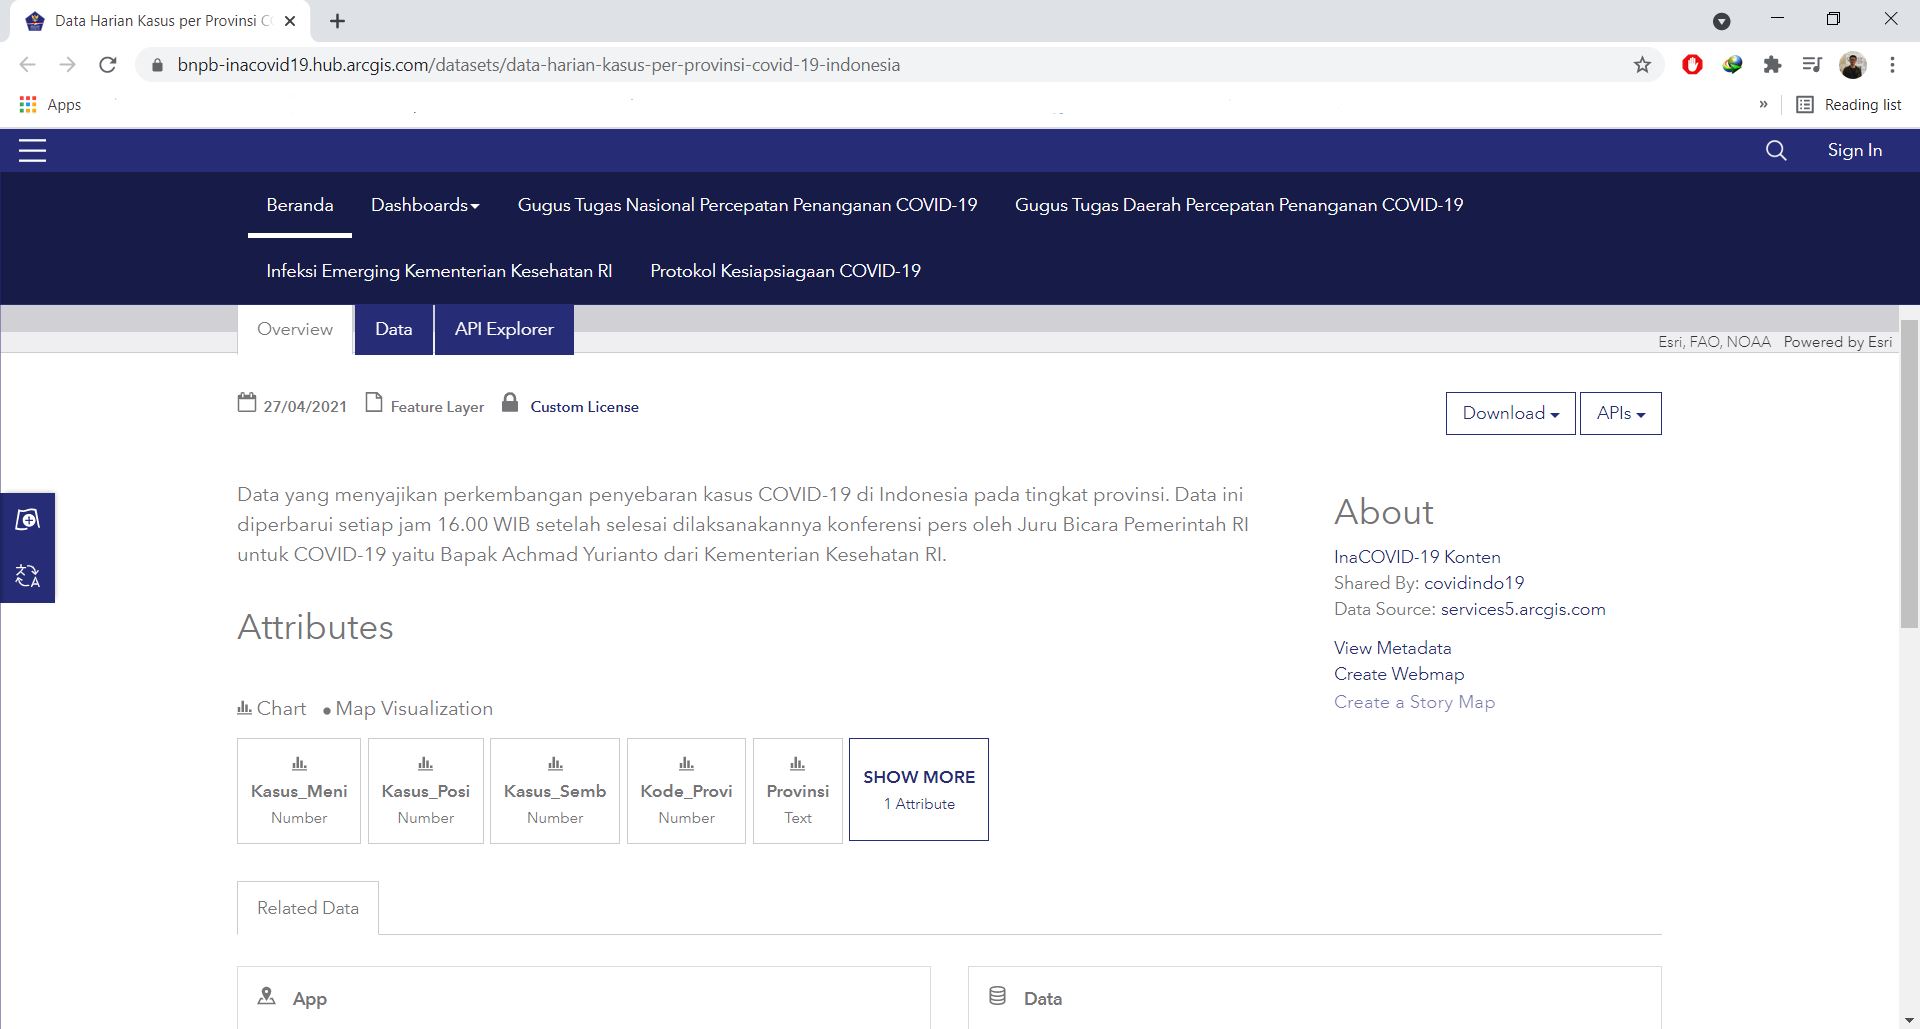 Data Harian Kasus per Provinsi C
bnpb-inacovid19.hub.arcgis.com/datasets/data-harian-kasus-per-provinsi-covid-19-indonesia
Apps
»
Reading list
Sign In
Beranda
Dashboards
Gugus Tugas Nasional Percepatan Penanganan COVID-19
Gugus Tugas Daerah Percepatan Penanganan COVID-19
Infeksi Emerging Kementerian Kesehatan RI
Protokol Kesiapsiagaan COVID-19
Overview
Data
API Explorer
Esri, FAO, NOAA
Powered by Esri
27/04/2021
Feature Layer
Custom License
Download
APIs
Data yang menyajikan perkembangan penyebaran kasus COVID-19 di Indonesia pada tingkat provinsi. Data ini
diperbarui setiap jam 16.00 WIB setelah selesai dilaksanakannya konferensi pers oleh Juru Bicara Pemerintah RI
untuk COVID-19 yaitu Bapak Achmad Yurianto dari Kementerian Kesehatan RI.
About
InaCOVID-19 Konten
Shared By: covidindo19
Data Source: services5.arcgis.com
View Metadata
Create Webmap
Create a Story Map
Attributes
Chart
Map Visualization
Kasus_Meni
Number
Kasus_Posi
Number
Kasus_Semb
Number
Kode_Provi
Number
Provinsi
Text
SHOW MORE
1 Attribute
Related Data
App
Data